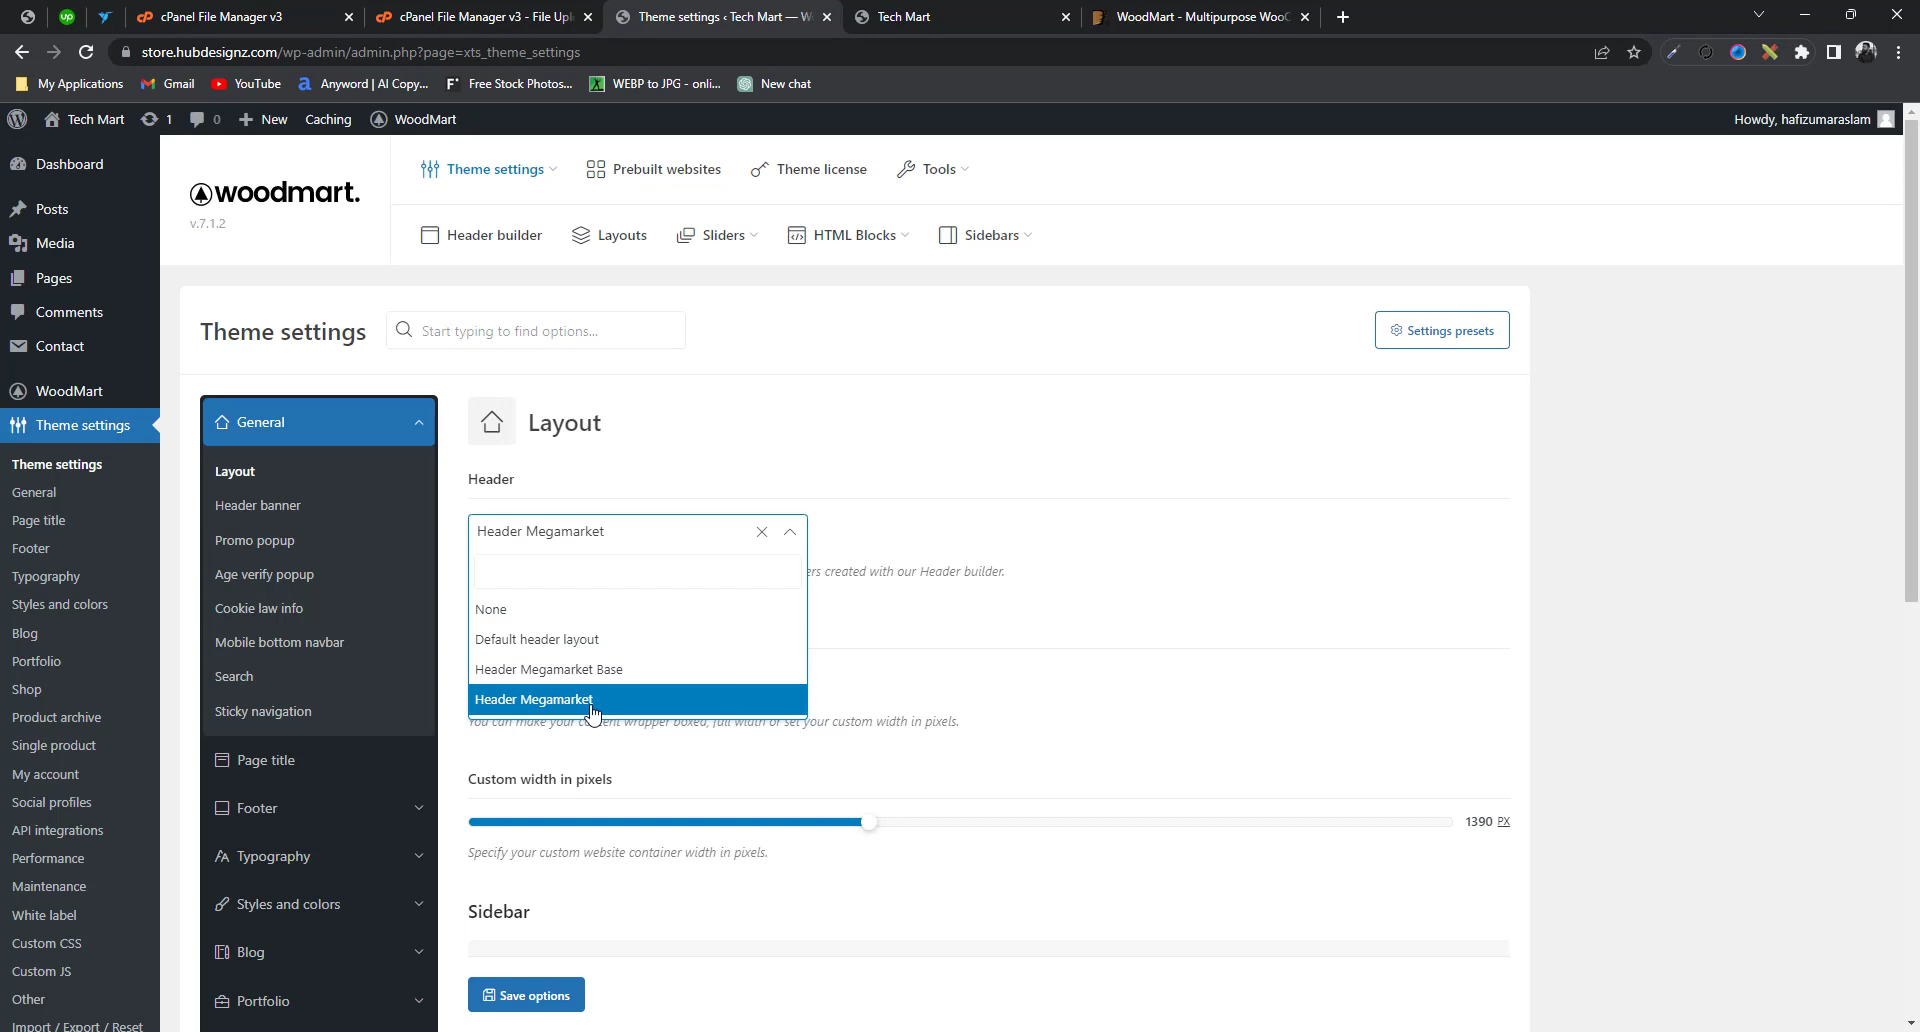 cPanel File Manager v3
cPanel File Manager v3 - File Upl
Theme settings ‹ Tech Mart — W
Tech Mart
WoodMart - Multipurpose WooC
store.hubdesignz.com/wp-admin/admin.php?page=xts_theme_settings
My Applications
Gmail
YouTube
Anyword | AI Copy...
Free Stock Photos...
WEBP to JPG - onli...
New chat
Tech Mart
1
0
New
Caching
WoodMart
Howdy, hafizumaraslam
Dashboard
Posts
Media
Pages
Comments
Contact
WoodMart
Theme settings
Theme settings
General
Page title
Footer
Typography
Styles and colors
Blog
Portfolio
Shop
Product archive
Single product
My account
Social profiles
API integrations
Performance
Maintenance
White label
Custom CSS
Custom JS
Other
Import / Export / Reset
woodmart.
v.7.1.2
Theme settings
Prebuilt websites
Theme license
Tools
Header builder
Layouts
Sliders
HTML Blocks
Sidebars
Theme settings
Start typing to find options...
Settings presets
General
Layout
Header banner
Promo popup
Age verify popup
Cookie law info
Mobile bottom navbar
Search
Sticky navigation
Page title
Footer
Typography
Styles and colors
Blog
Portfolio
Layout
Header
Header Megamarket
ers created with our Header builder.
None
Default header layout
Header Megamarket Base
Header Megamarket
You can make your content wrapper boxed, full width or set your custom width in pixels.
Custom width in pixels
1390 PX
Specify your custom website container width in pixels.
Sidebar
Save options